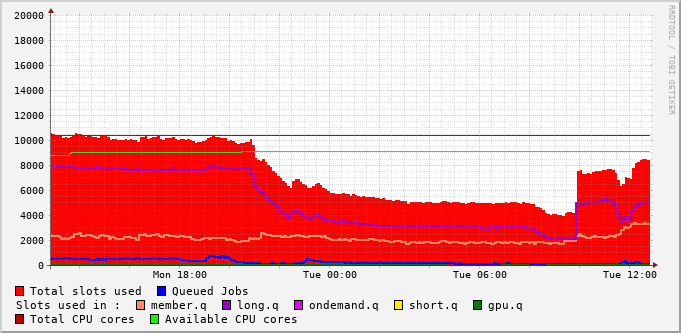 RRDTOOL / TOBI OETIKER
20000
18000
16000
14000
12000
10000
8000
6000
4000
2000
0
Mon 18:00 Tue 00:00 Tue 06:00 Tue 12:00
Total slots used Queued Jobs
Slots used in : member.q long.q ondemand.q short.q gpu.q
Total CPU cores Available CPU cores